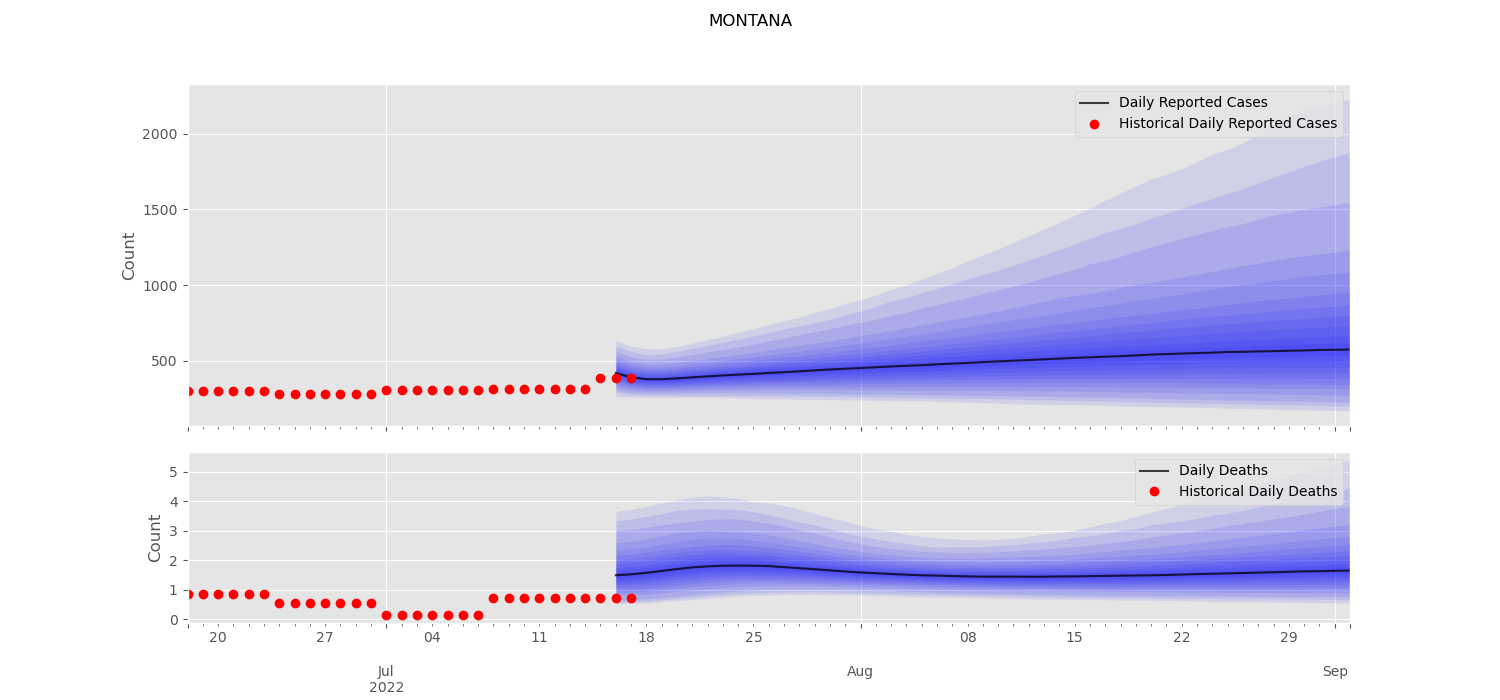 MONTANA
Daily Reported Cases
Historical Daily Reported Cases
2000
1500
1000
500
Count
Daily Deaths
Historical Daily Deaths
5
4
3
2
1
0
Count
20 27 04 11 18 25 08 15 22 29
Jul Aug Sep
2022